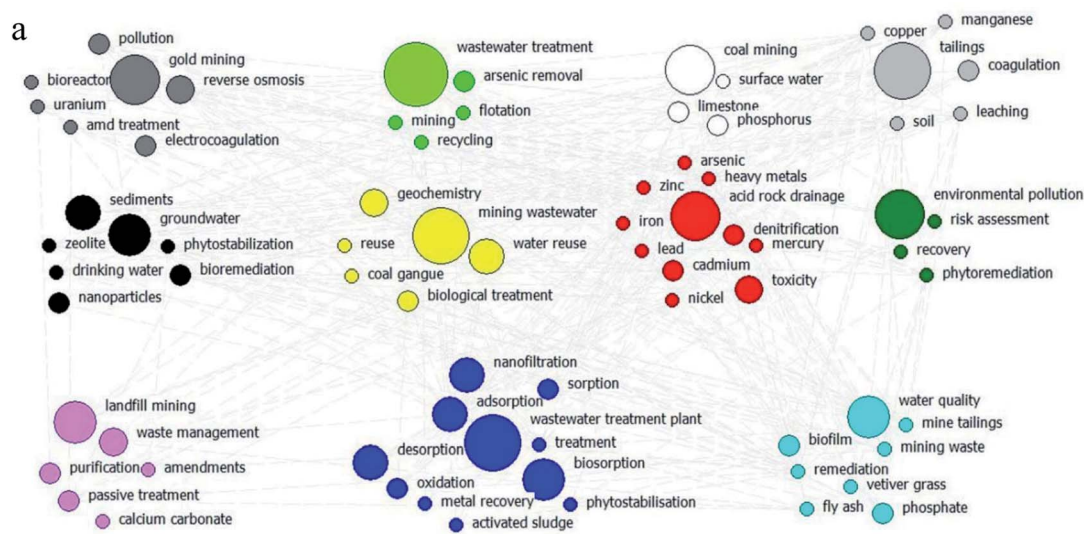 a
pollution
gold mining
bioreactor
reverse osmosis
uranium
amd treatment
electrocoagulation
wastewater treatment
arsenic removal
flotation
mining
recycling
coal mining
surface water
limestone
phosphorus
copper
manganese
tailings
coagulation
leaching
soil
sediments
groundwater
zeolite
phytostabilization
drinking water
bioremediation
nanoparticles
geochemistry
mining wastewater
reuse
water reuse
coal gangue
biological treatment
arsenic
heavy metals
zinc
acid rock drainage
iron
denitrification
lead
mercury
cadmium
toxicity
nickel
environmental pollution
risk assessment
recovery
phytoremediation
landfill mining
waste management
purification
amendments
passive treatment
calcium carbonate
nanofiltration
sorption
adsorption
wastewater treatment plant
desorption
treatment
biosorption
oxidation
metal recovery
phytostabilisation
activated sludge
water quality
mine tailings
biofilm
mining waste
remediation
vetiver grass
fly ash
phosphate